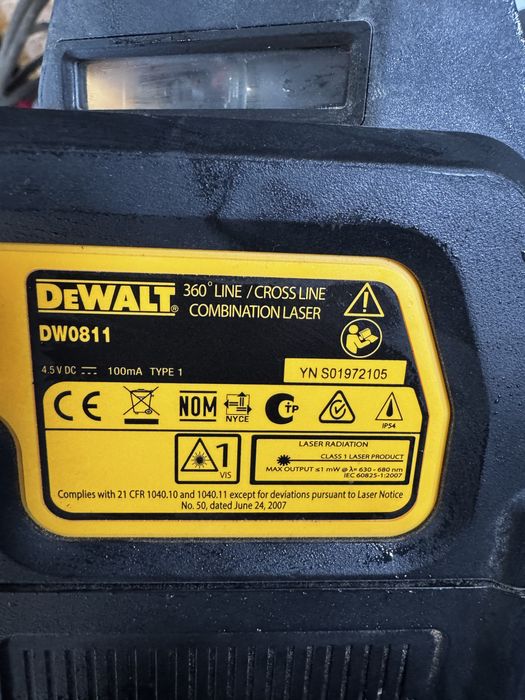 DEWALT® 360° LINE / CROSS LINE
COMBINATION LASER
DW0811
4.5 V DC 100mA TYPE 1
YN S01972105
CE
NOM
NYCE
TP
IP54
1
VIS
LASER RADIATION
CLASS 1 LASER PRODUCT
MAX OUTPUT ≤1 mW @ λ= 630 - 680 nm
IEC 60825-1:2007
Complies with 21 CFR 1040.10 and 1040.11 except for deviations pursuant to Laser Notice
No. 50, dated June 24, 2007